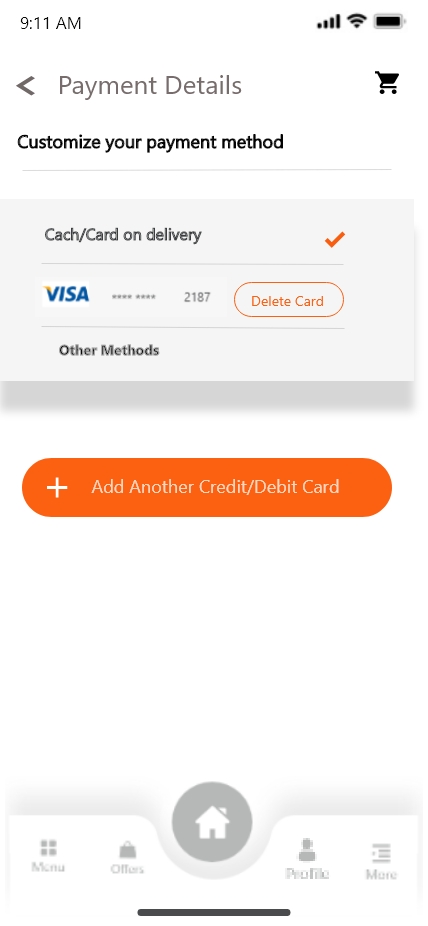 9:11 AM
Payment Details
Customize your payment method
Cach/Card on delivery
VISA **** **** 2187 Delete Card
Other Methods
+ Add Another Credit/Debit Card
Menu Offers Profile More